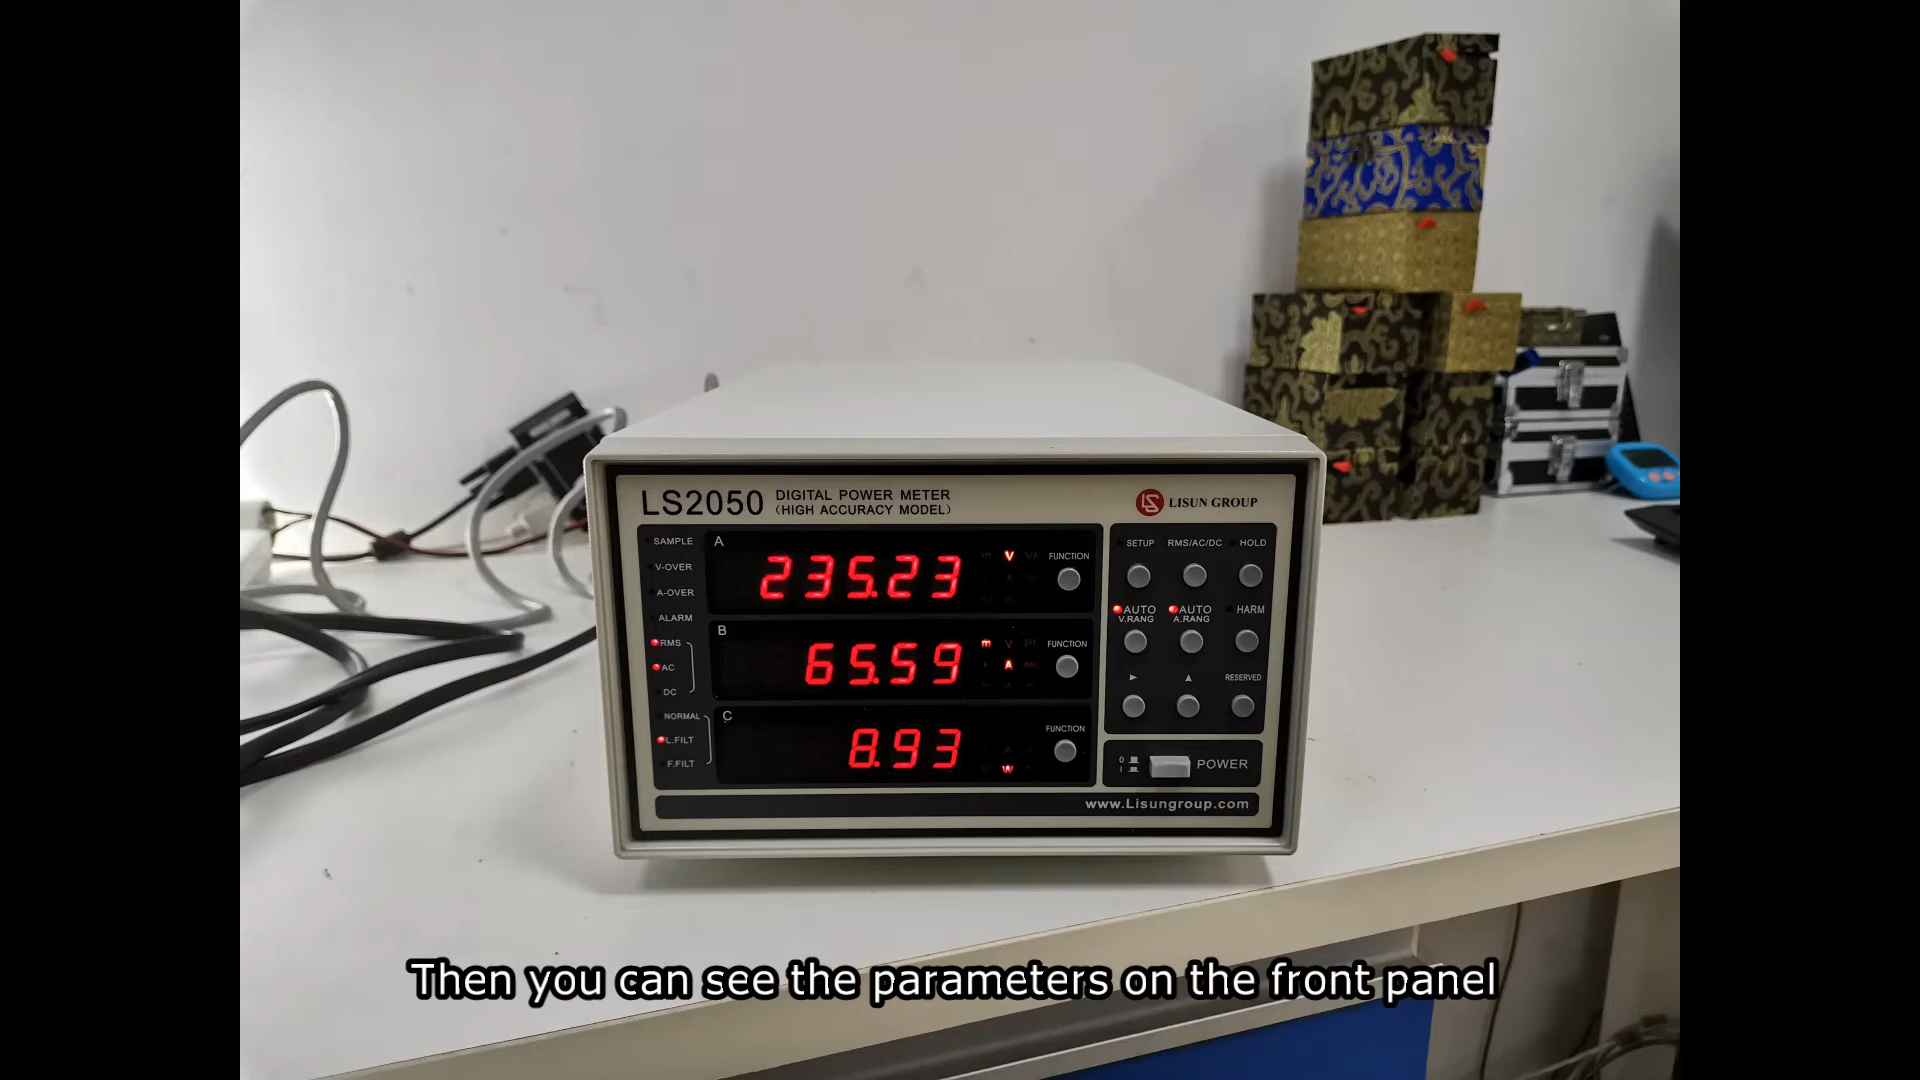 LS2050 DIGITAL POWER METER
(HIGH ACCURACY MODEL)
LS LISUN GROUP
SAMPLE
V-OVER
A-OVER
ALARM
RMS
AC
DC
NORMAL
L.FILT
F.FILT
A
235.23
V
FUNCTION
B
65.59
m
A
FUNCTION
C
8.93
W
FUNCTION
SETUP RMS/AC/DC HOLD
AUTO AUTO HARM
V.RANG A.RANG
RESERVED
0
I
POWER
www.Lisungroup.com
Then you can see the parameters on the front panel